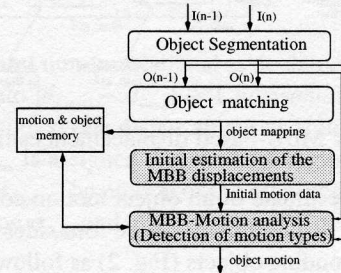 I(n-1) I(n)
Object Segmentation
O(n-1) O(n)
Object matching
motion & object
memory
object mapping
Initial estimation of the
MBB displacements
Initial motion data
MBB-Motion analysis
(Detection of motion types)
object motion